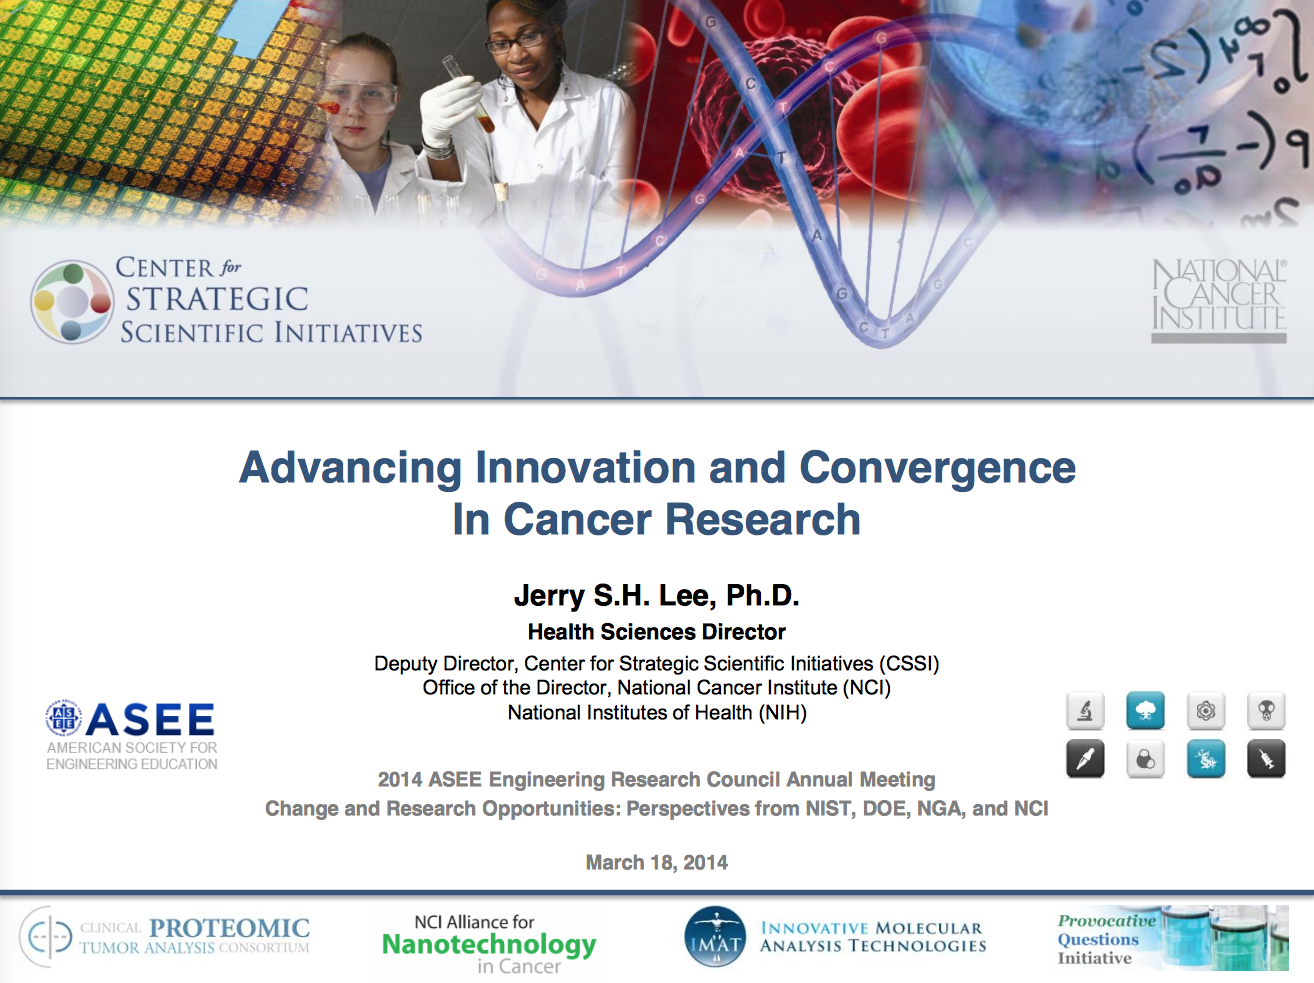 CENTER for
STRATEGIC
SCIENTIFIC INITIATIVES
NATIONAL®
CANCER
INSTITUTE
Advancing Innovation and Convergence
In Cancer Research
Jerry S.H. Lee, Ph.D.
Health Sciences Director
Deputy Director, Center for Strategic Scientific Initiatives (CSSI)
Office of the Director, National Cancer Institute (NCI)
National Institutes of Health (NIH)
ASEE
AMERICAN SOCIETY FOR
ENGINEERING EDUCATION
2014 ASEE Engineering Research Council Annual Meeting
Change and Research Opportunities: Perspectives from NIST, DOE, NGA, and NCI
March 18, 2014
CLINICAL PROTEOMIC
TUMOR ANALYSIS CONSORTIUM
NCI Alliance for
Nanotechnology
in Cancer
IMAT
INNOVATIVE MOLECULAR
ANALYSIS TECHNOLOGIES
Provocative
Questions
Initiative